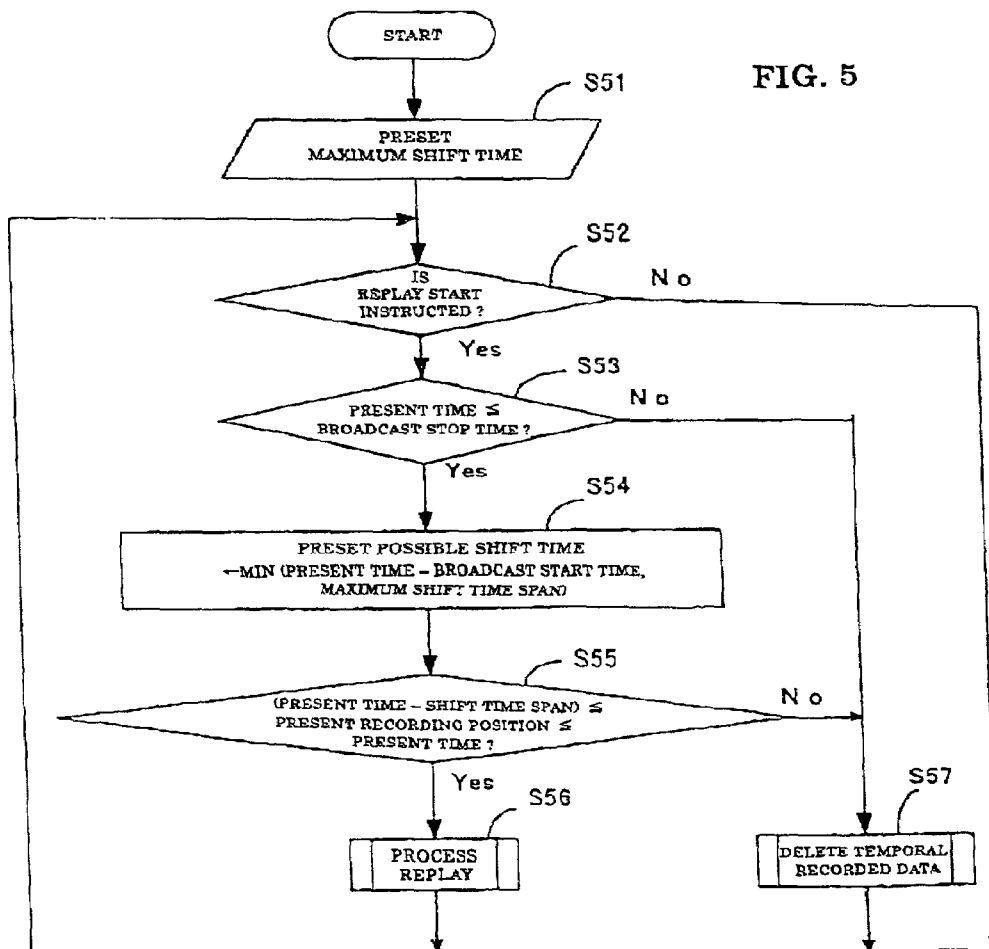 START
FIG. 5
S51
PRESET
MAXIMUM SHIFT TIME
S52
IS
REPLAY START
INSTRUCTED ?
No
Yes
S53
PRESENT TIME ≦
BROADCAST STOP TIME ?
No
Yes
S54
PRESET POSSIBLE SHIFT TIME
←MIN (PRESENT TIME – BROADCAST START TIME,
MAXIMUM SHIFT TIME SPAN)
S55
(PRESENT TIME – SHIFT TIME SPAN) ≦
PRESENT RECORDING POSITION ≦
PRESENT TIME ?
No
Yes
S56
PROCESS
REPLAY
S57
DELETE TEMPORAL
RECORDED DATA